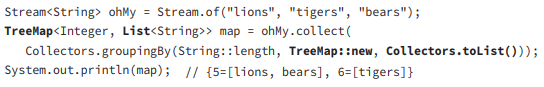 Stream<String> ohMy = Stream.of("lions", "tigers", "bears");
TreeMap<Integer, List<String>> map = ohMy.collect(
   Collectors.groupingBy(String::length, TreeMap::new, Collectors.toList()));
System.out.println(map);  // {5=[lions, bears], 6=[tigers]}